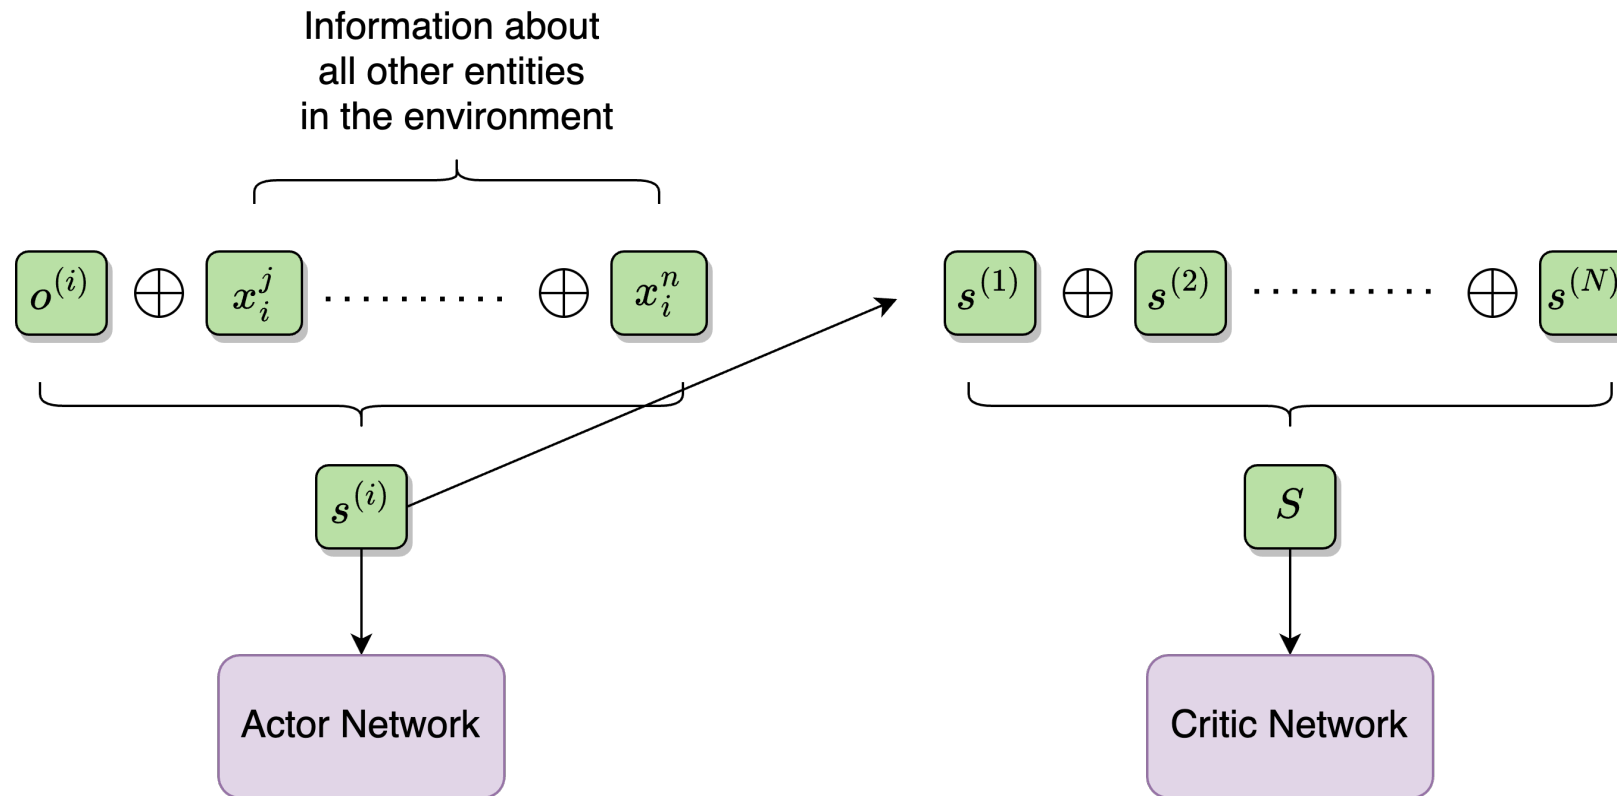 Information about
all other entities
in the environment
o^{(i)} ⊕ x_i^j .......... ⊕ x_i^n
s^{(1)} ⊕ s^{(2)} .......... ⊕ s^{(N)}
s^{(i)}
S
Actor Network
Critic Network